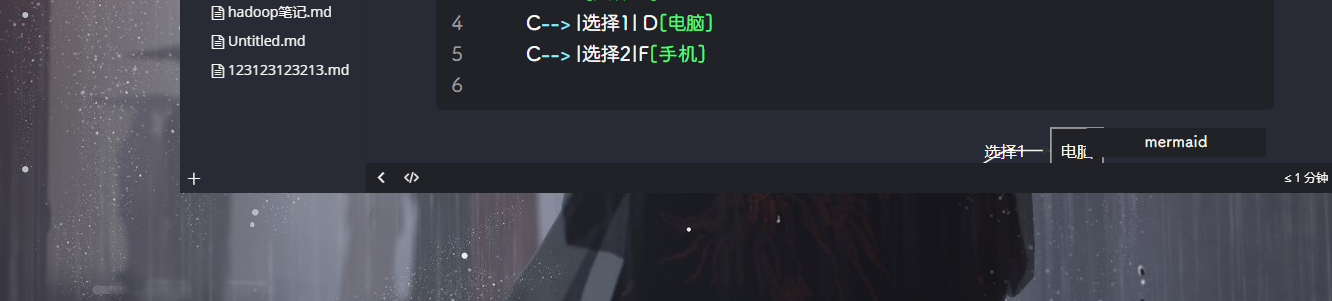 hadoop笔记.md
Untitled.md
123123123213.md
4 C--> |选择1| D[电脑]
5 C--> |选择2|F[手机]
6
选择1
电脑
mermaid
≤ 1 分钟